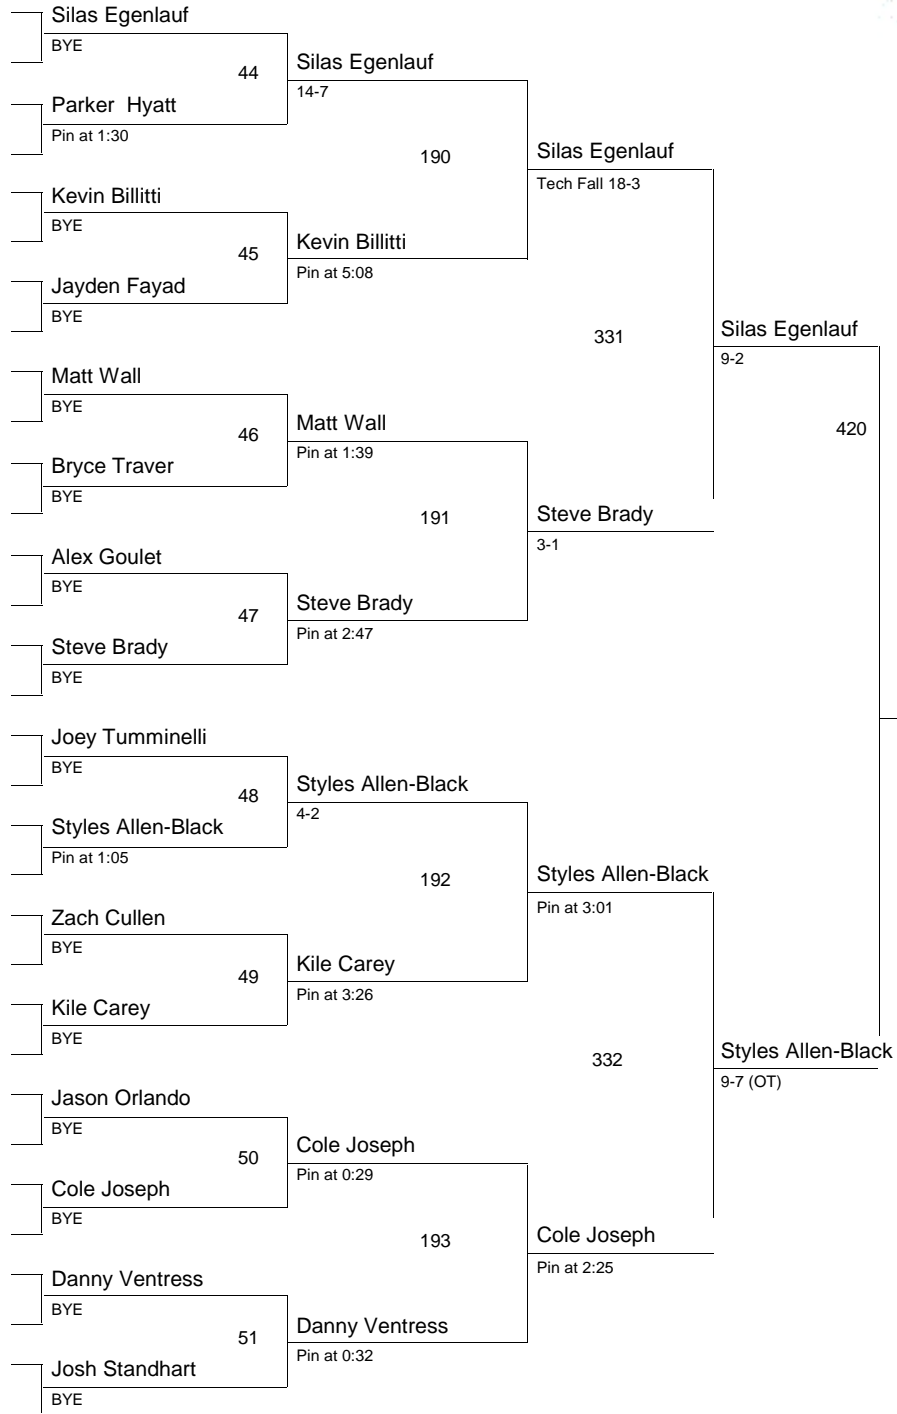 Silas Egenlauf
BYE
44
Silas Egenlauf
14-7
Parker  Hyatt
Pin at 1:30
190
Silas Egenlauf
Tech Fall 18-3
Kevin Billitti
BYE
45
Kevin Billitti
Pin at 5:08
Jayden Fayad
BYE
331
Silas Egenlauf
9-2
420
Matt Wall
BYE
46
Matt Wall
Pin at 1:39
Bryce Traver
BYE
191
Steve Brady
3-1
Alex Goulet
BYE
47
Steve Brady
Pin at 2:47
Steve Brady
BYE
Joey Tumminelli
BYE
48
Styles Allen-Black
4-2
Styles Allen-Black
Pin at 1:05
192
Styles Allen-Black
Pin at 3:01
Zach Cullen
BYE
49
Kile Carey
Pin at 3:26
Kile Carey
BYE
332
Styles Allen-Black
9-7 (OT)
Jason Orlando
BYE
50
Cole Joseph
Pin at 0:29
Cole Joseph
BYE
193
Cole Joseph
Pin at 2:25
Danny Ventress
BYE
51
Danny Ventress
Pin at 0:32
Josh Standhart
BYE